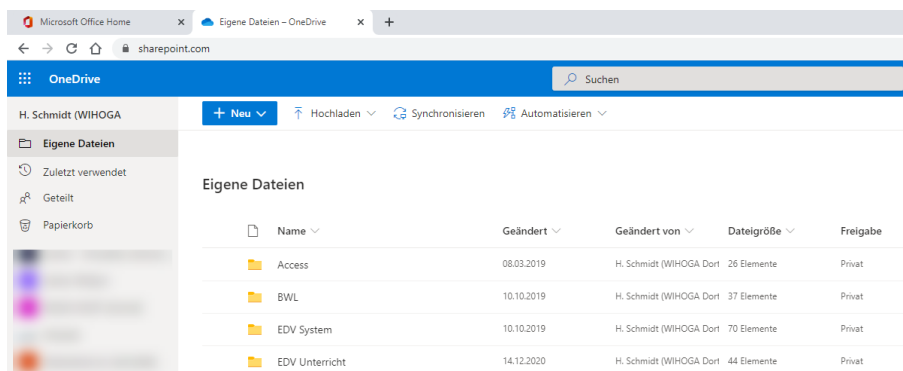 Microsoft Office Home
Eigene Dateien – OneDrive
sharepoint.com
OneDrive
Suchen
H. Schmidt (WIHOGA
Neu Hochladen Synchronisieren Automatisieren
Eigene Dateien
Zuletzt verwendet
Geteilt
Papierkorb
Eigene Dateien
Name Geändert Geändert von Dateigröße Freigabe
Access 08.03.2019 H. Schmidt (WIHOGA Dort 26 Elemente Privat
BWL 10.10.2019 H. Schmidt (WIHOGA Dort 37 Elemente Privat
EDV System 10.10.2019 H. Schmidt (WIHOGA Dort 70 Elemente Privat
EDV Unterricht 14.12.2020 H. Schmidt (WIHOGA Dort 44 Elemente Privat